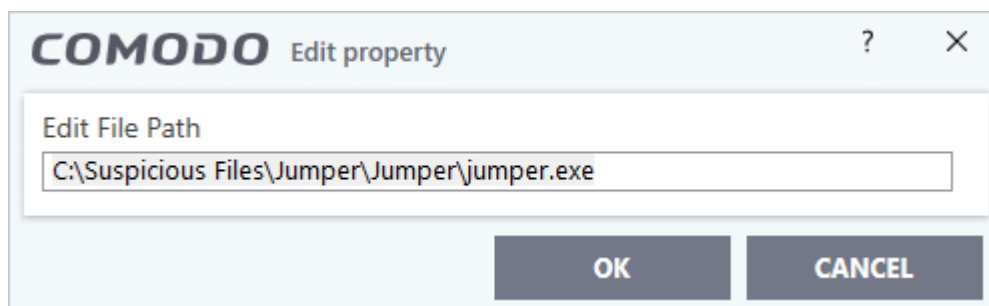 COMODO Edit property ? ×
Edit File Path
C:\Suspicious Files\Jumper\Jumper\jumper.exe
OK CANCEL